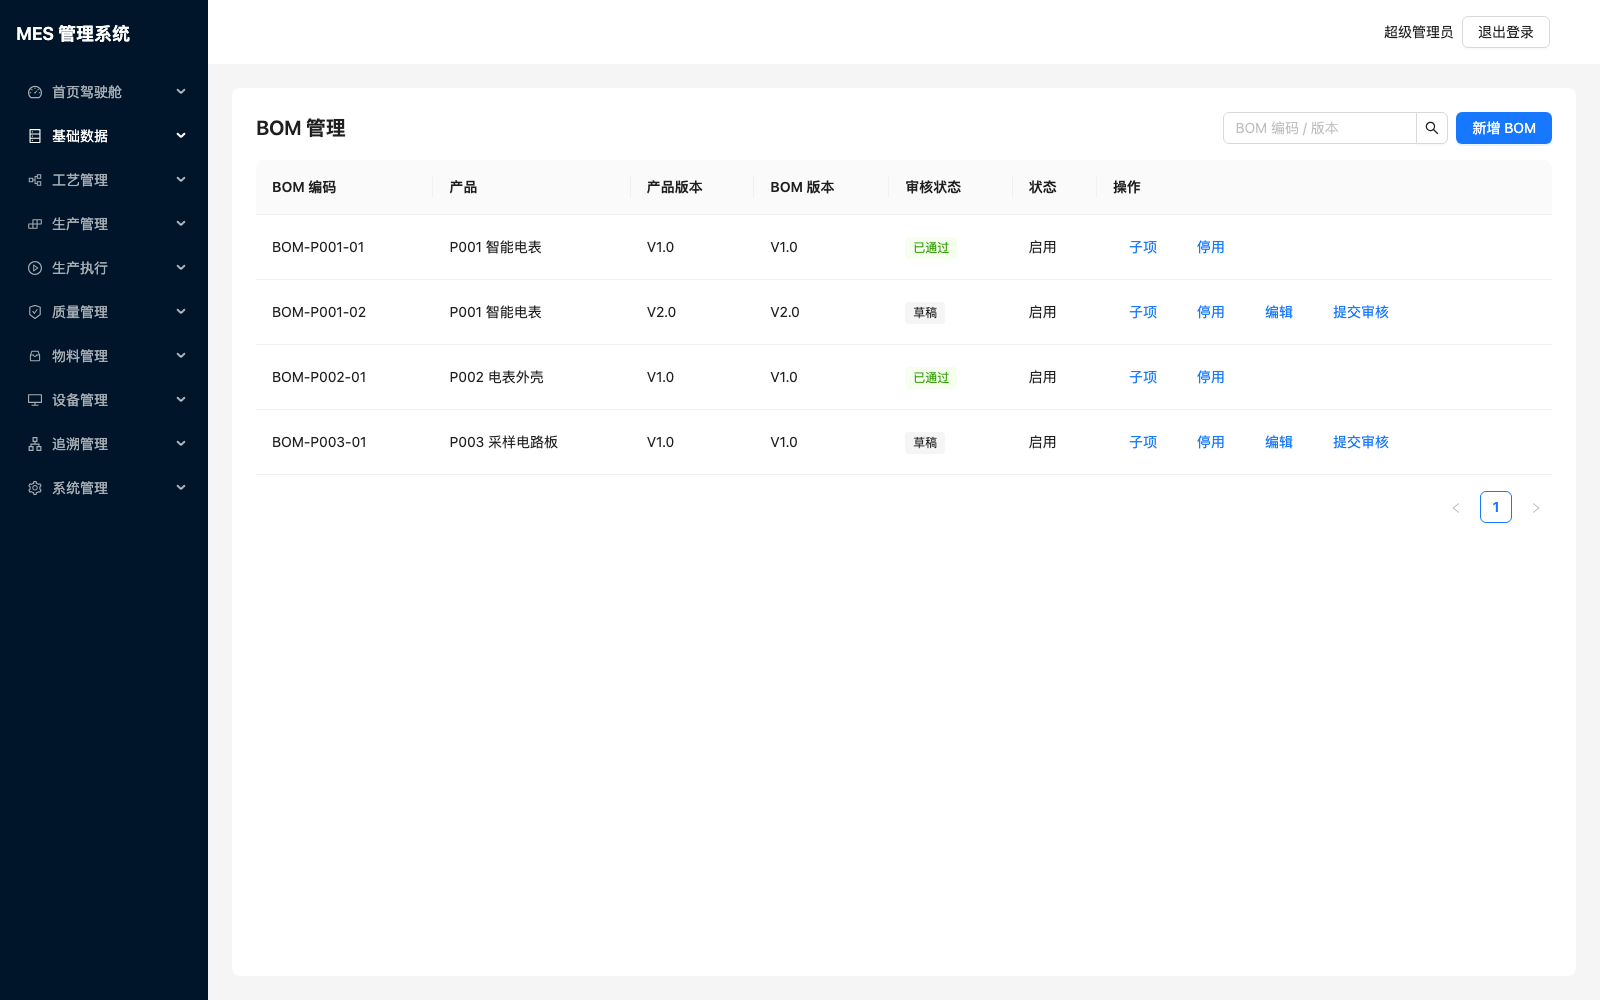 MES 管理系统
超级管理员 退出登录
首页驾驶舱
基础数据
工艺管理
生产管理
生产执行
质量管理
物料管理
设备管理
追溯管理
系统管理
BOM 管理 BOM 编码 / 版本 新增 BOM
BOM 编码 产品 产品版本 BOM 版本 审核状态 状态 操作
BOM-P001-01 P001 智能电表 V1.0 V1.0 已通过 启用 子项 停用
BOM-P001-02 P001 智能电表 V2.0 V2.0 草稿 启用 子项 停用 编辑 提交审核
BOM-P002-01 P002 电表外壳 V1.0 V1.0 已通过 启用 子项 停用
BOM-P003-01 P003 采样电路板 V1.0 V1.0 草稿 启用 子项 停用 编辑 提交审核
1